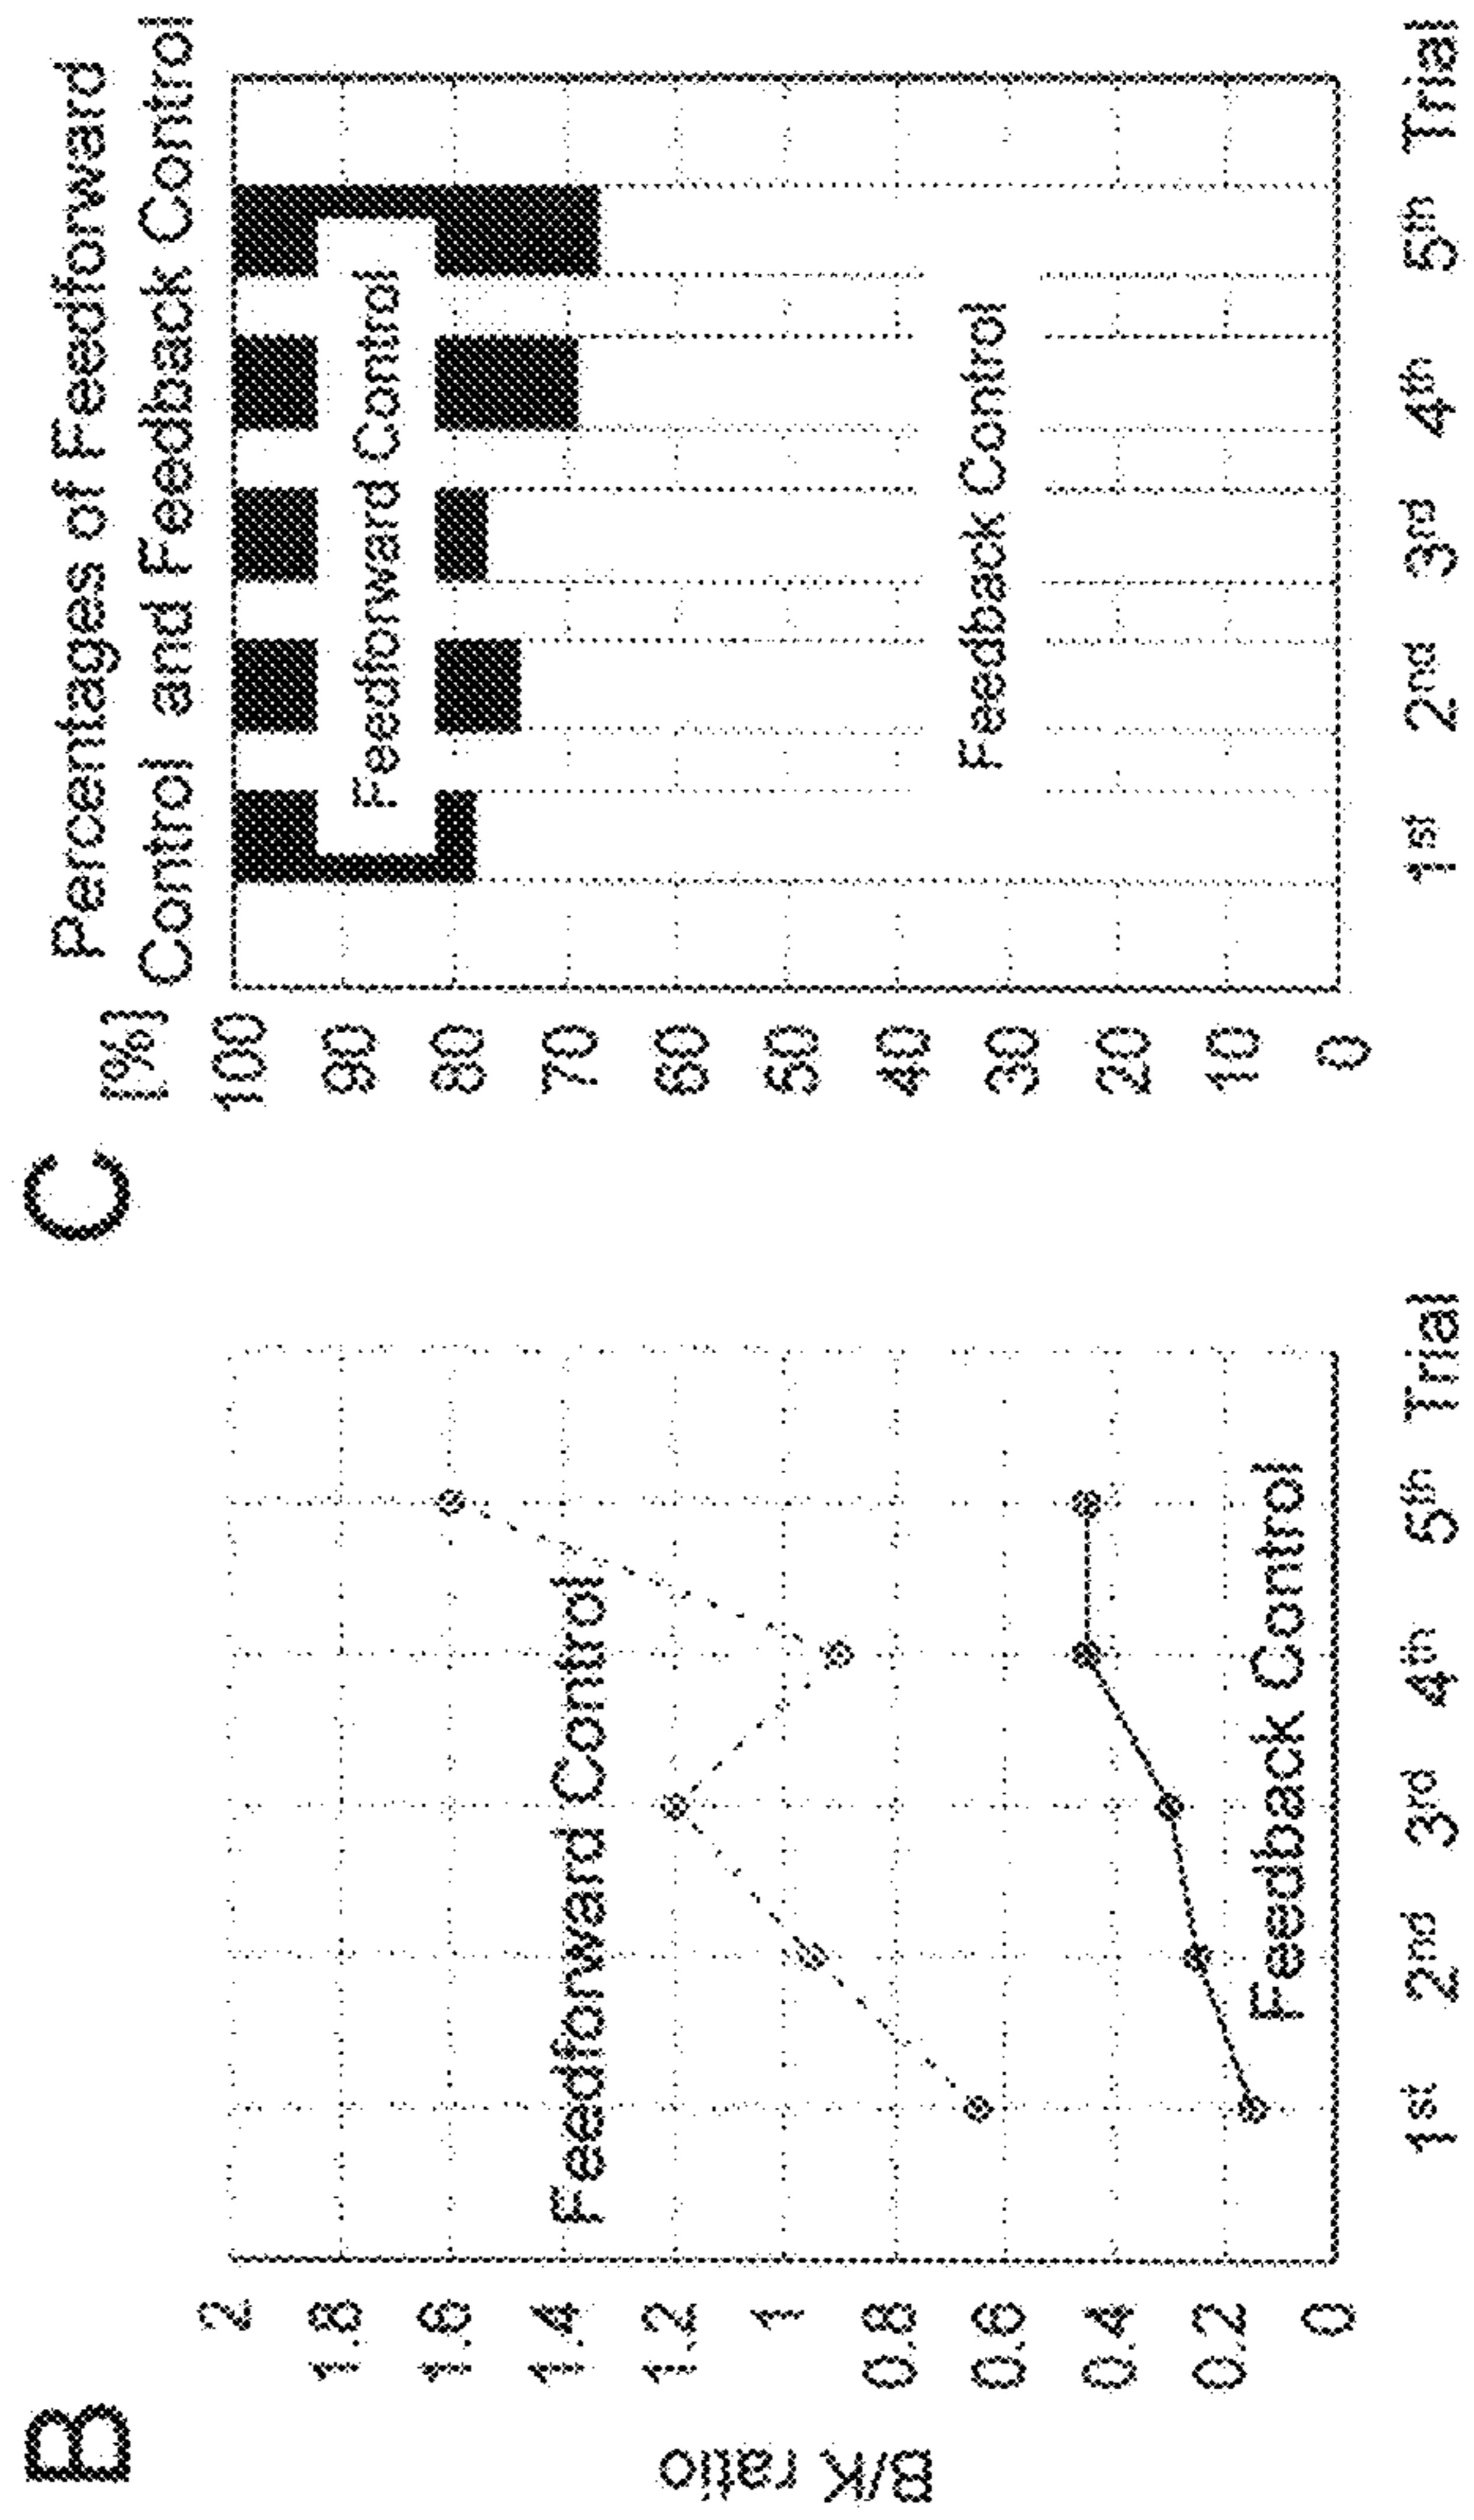 B
B/K ratio
2
1.8
1.6
1.4
1.2
1
0.8
0.6
0.4
0.2
0
Feedforward Control
Feedback Control
1st 2nd 3rd 4th 5th Trial
C
Percentages of Feedforward
Control and Feedback Control
[%]
100
90
80
70
60
50
40
30
20
10
0
Feedforward Control
Feedback Control
1st 2nd 3rd 4th 5th Trial